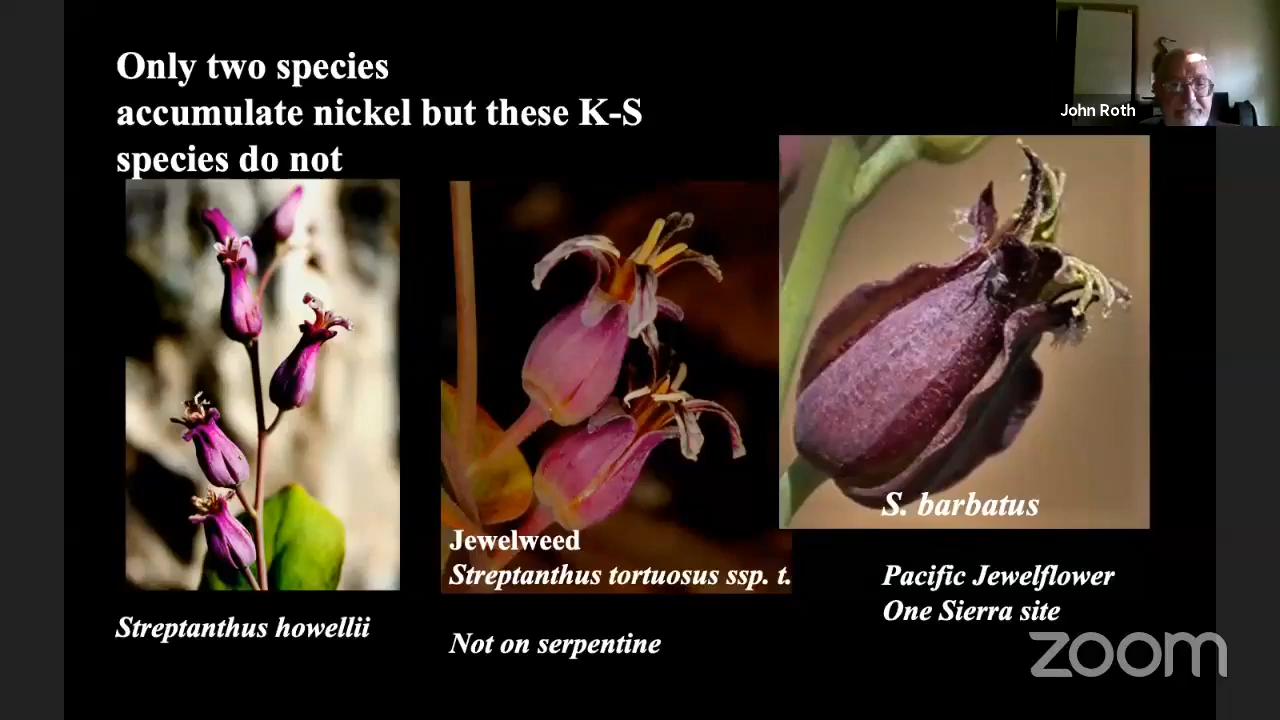 Only two species
accumulate nickel but these K-S
species do not
John Roth
S. barbatus
Jewelweed
Streptanthus tortuosus ssp. t.
Pacific Jewelflower
One Sierra site
Streptanthus howellii
Not on serpentine
zoom